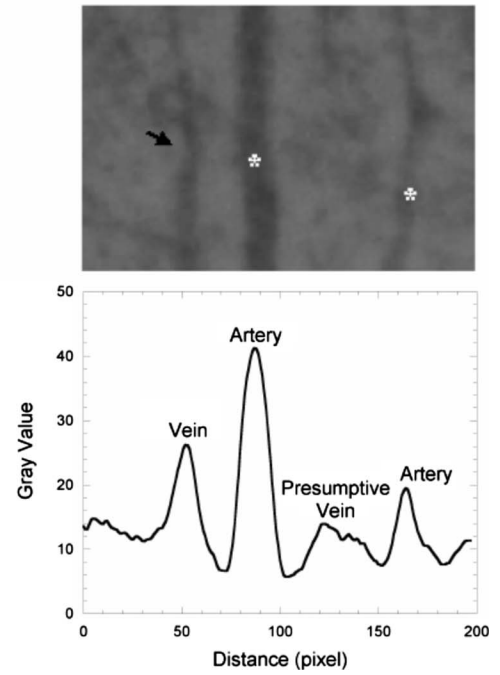 *
*
50
Artery
40
Gray Value
30
Vein
Presumptive
Vein
Artery
20
10
0
0 50 100 150 200
Distance (pixel)